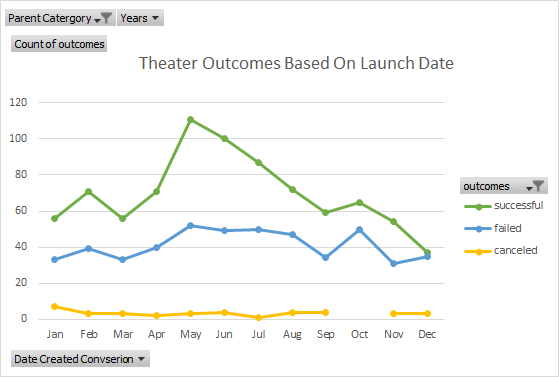 Parent Catergory Years
Count of outcomes
Theater Outcomes Based On Launch Date
120
100
80
60
40
20
0
Jan Feb Mar Apr May Jun Jul Aug Sep Oct Nov Dec
outcomes
successful
failed
canceled
Date Created Convserion